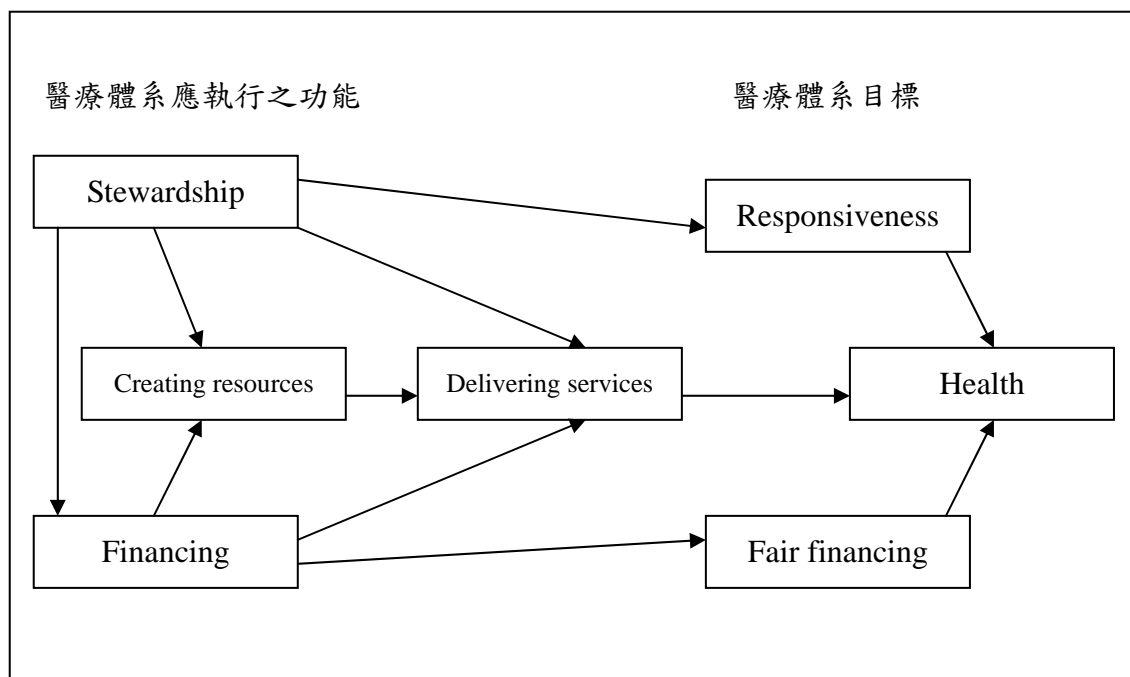 醫療體系應執行之功能
醫療體系目標
Stewardship
Responsiveness
Creating resources
Delivering services
Health
Financing
Fair financing